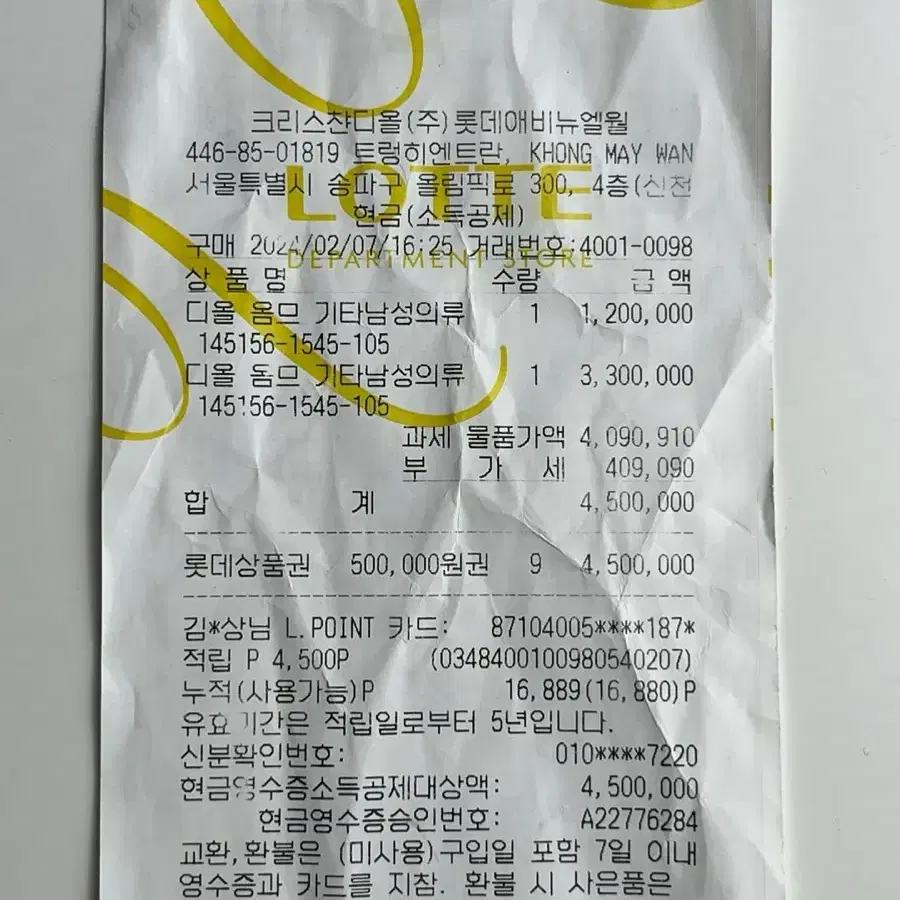 크리스챤디올(주)롯데애비뉴엘월
446-85-01819 토렁히엔트란, KHONG MAY WAN
서울특별시 송파구 올림픽로 300, 4층(신천
LOTTE
현금(소득공제)
구매 2024/02/07/16:25 거래번호:4001-0098
DEPARTMENT STORE
상 품 명 수량 금 액
디올 옴므 기타남성의류 1 1,200,000
145156-1545-105
디올 옴므 기타남성의류 1 3,300,000
145156-1545-105
과세 물품가액 4,090,910
부 가 세 409,090
합 계 4,500,000
롯데상품권 500,000원권 9 4,500,000
김*상님 L.POINT 카드: 87104005****187*
적립 P 4,500P (0348400100980540207)
누적(사용가능)P 16,889(16,880)P
유효기간은 적립일로부터 5년입니다.
신분확인번호: 010****7220
현금영수증소득공제대상액: 4,500,000
현금영수증승인번호: A22776284
교환,환불은 (미사용)구입일 포함 7일 이내
영수증과 카드를 지참. 환불 시 사은품은